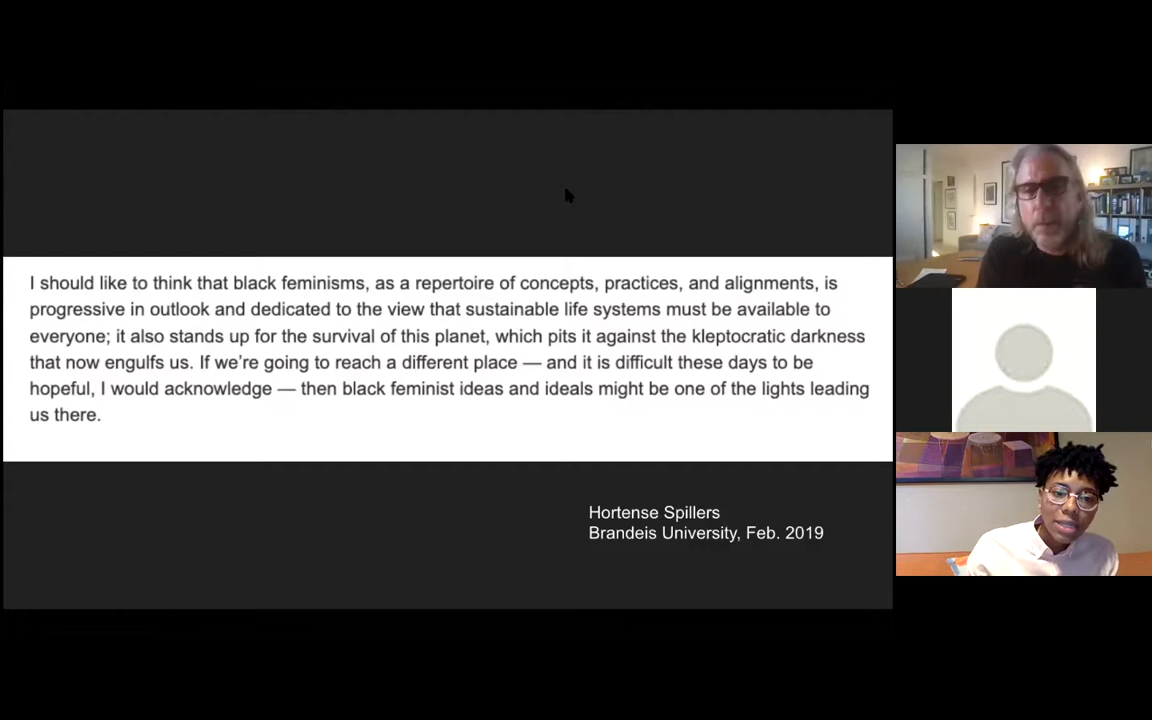 I should like to think that black feminisms, as a repertoire of concepts, practices, and alignments, is
progressive in outlook and dedicated to the view that sustainable life systems must be available to
everyone; it also stands up for the survival of this planet, which pits it against the kleptocratic darkness
that now engulfs us. If we’re going to reach a different place — and it is difficult these days to be
hopeful, I would acknowledge — then black feminist ideas and ideals might be one of the lights leading
us there.
Hortense Spillers
Brandeis University, Feb. 2019